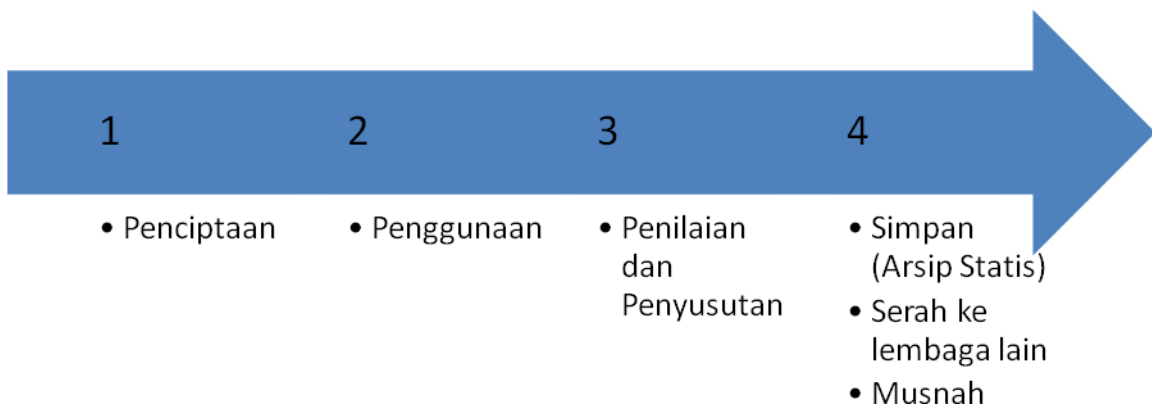 1
2
3
4
• Penciptaan
• Penggunaan
• Penilaian
dan
Penyusutan
• Simpan
(Arsip Statis)
• Serah ke
lembaga lain
• Musnah